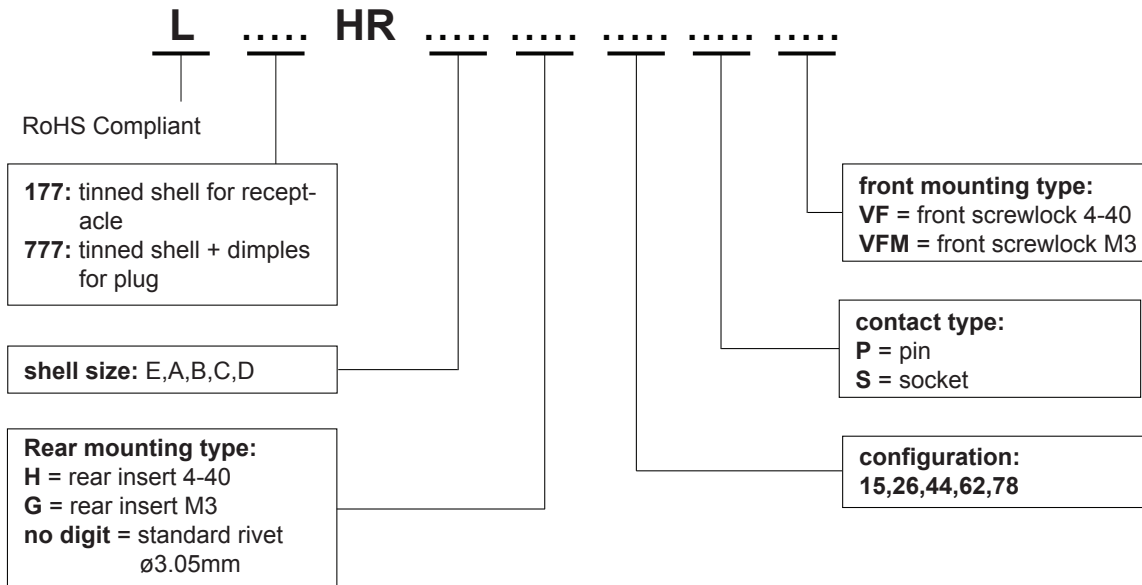 L ..... HR ..... ..... ..... ..... .....
RoHS Compliant
177: tinned shell for recept-
acle
777: tinned shell + dimples
for plug
shell size: E,A,B,C,D
Rear mounting type:
H = rear insert 4-40
G = rear insert M3
no digit = standard rivet
ø3.05mm
front mounting type:
VF = front screwlock 4-40
VFM = front screwlock M3
contact type:
P = pin
S = socket
configuration:
15,26,44,62,78